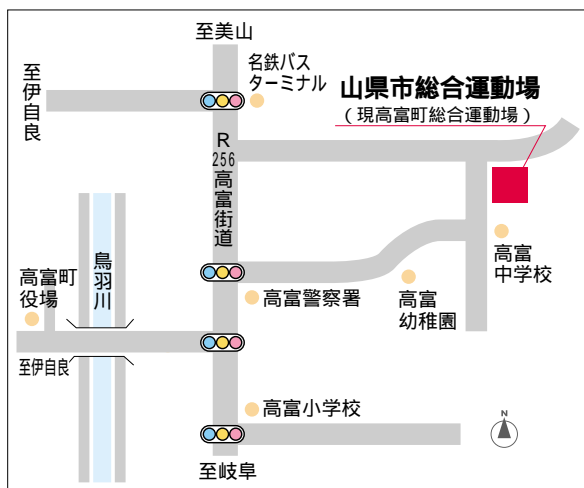 至美山
至伊自良
名鉄バス
ターミナル
山県市総合運動場
（現高富町総合運動場）
R
256
高富街道
鳥羽川
高富
中学校
高富町
役場
高富警察署
高富
幼稚園
至伊自良
高富小学校
N
至岐阜